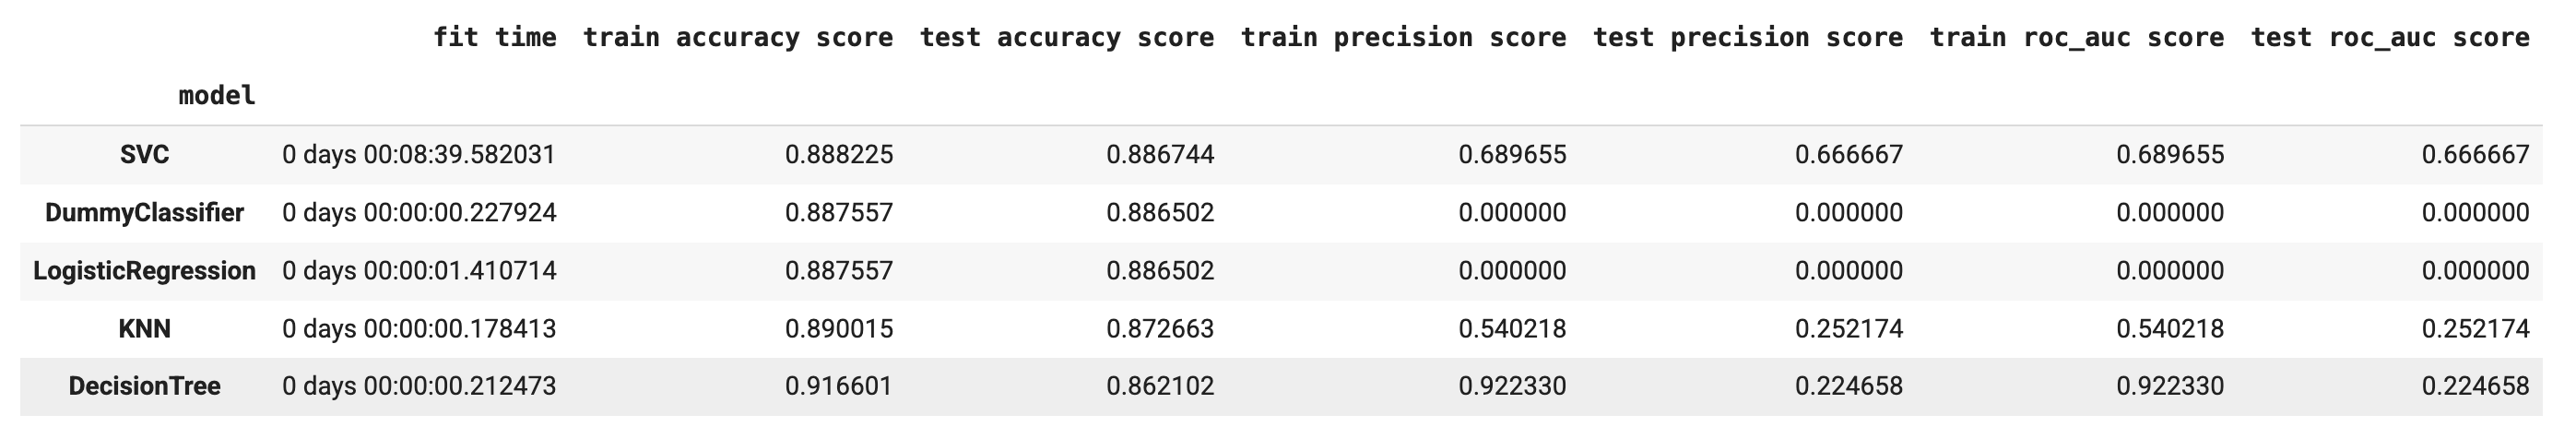 fit time train accuracy score test accuracy score train precision score test precision score train roc_auc score test roc_auc score
model
SVC 0 days 00:08:39.582031 0.888225 0.886744 0.689655 0.666667 0.689655 0.666667
DummyClassifier 0 days 00:00:00.227924 0.887557 0.886502 0.000000 0.000000 0.000000 0.000000
LogisticRegression 0 days 00:00:01.410714 0.887557 0.886502 0.000000 0.000000 0.000000 0.000000
KNN 0 days 00:00:00.178413 0.890015 0.872663 0.540218 0.252174 0.540218 0.252174
DecisionTree 0 days 00:00:00.212473 0.916601 0.862102 0.922330 0.224658 0.922330 0.224658